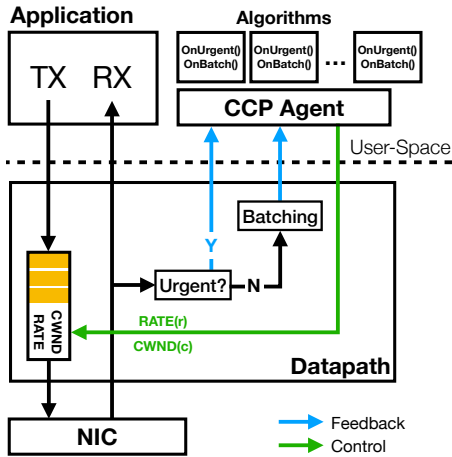 Application
Algorithms
TX RX
OnUrgent()
OnBatch()
OnUrgent()
OnBatch()
...
OnUrgent()
OnBatch()
CCP Agent
User-Space
Batching
Y
Urgent?
N
CWND
RATE
RATE(r)
CWND(c)
Datapath
NIC
Feedback
Control